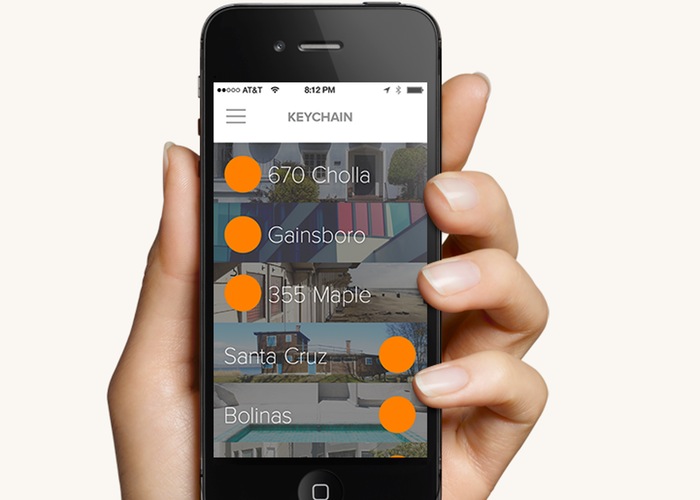 AT&T 8:12 PM
KEYCHAIN
670 Cholla
Gainsboro
355 Maple
Santa Cruz
Bolinas